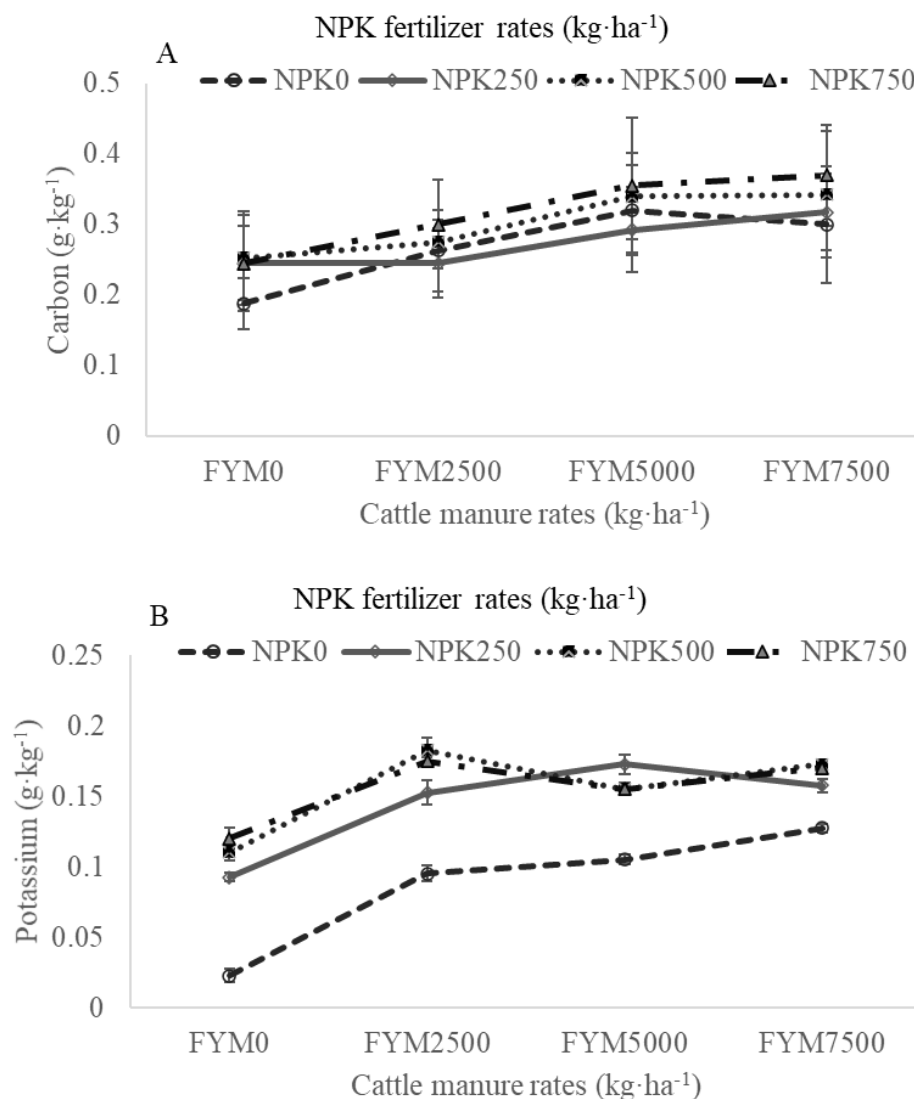 NPK fertilizer rates (kg·ha⁻¹)
A
NPK0 NPK250 NPK500 NPK750
0.5
0.4
0.3
0.2
0.1
0
Carbon (g·kg⁻¹)
FYM0 FYM2500 FYM5000 FYM7500
Cattle manure rates (kg·ha⁻¹)
NPK fertilizer rates (kg·ha⁻¹)
B
NPK0 NPK250 NPK500 NPK750
0.25
0.2
0.15
0.1
0.05
0
Potassium (g·kg⁻¹)
FYM0 FYM2500 FYM5000 FYM7500
Cattle manure rates (kg·ha⁻¹)